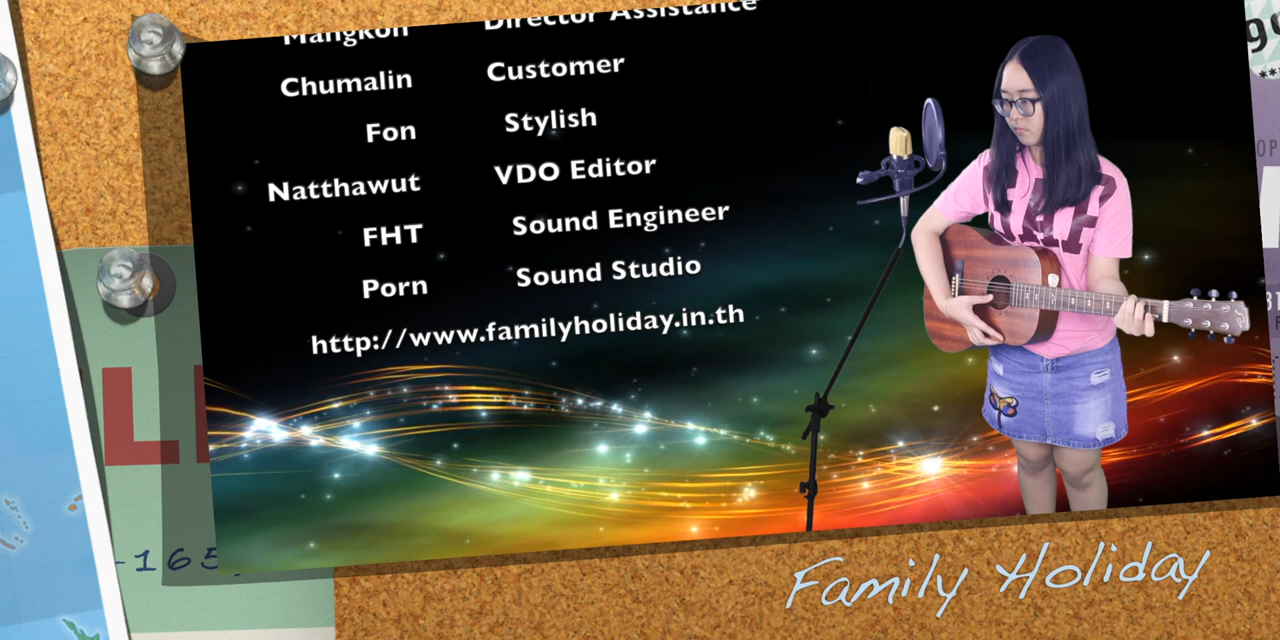 Mangkon Director Assistance
Chumalin Customer
Fon Stylish
Natthawut VDO Editor
FHT Sound Engineer
Porn Sound Studio
http://www.familyholiday.in.th
-165,
Family Holiday